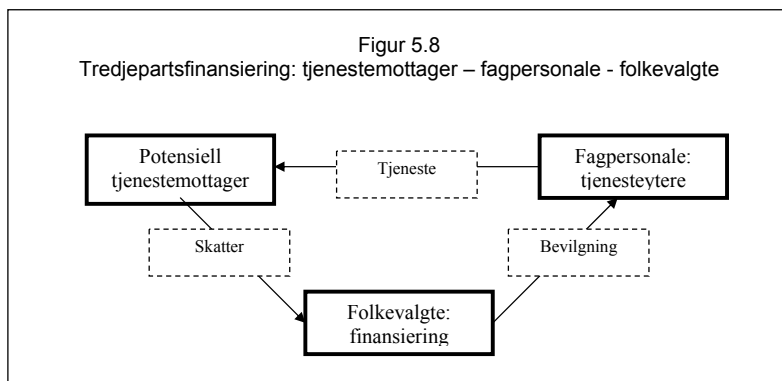 Figur 5.8
Tredjepartsfinansiering: tjenestemottager – fagpersonale - folkevalgte
Potensiell
tjenestemottager
Tjeneste
Fagpersonale:
tjenesteytere
Skatter
Bevilgning
Folkevalgte:
finansiering